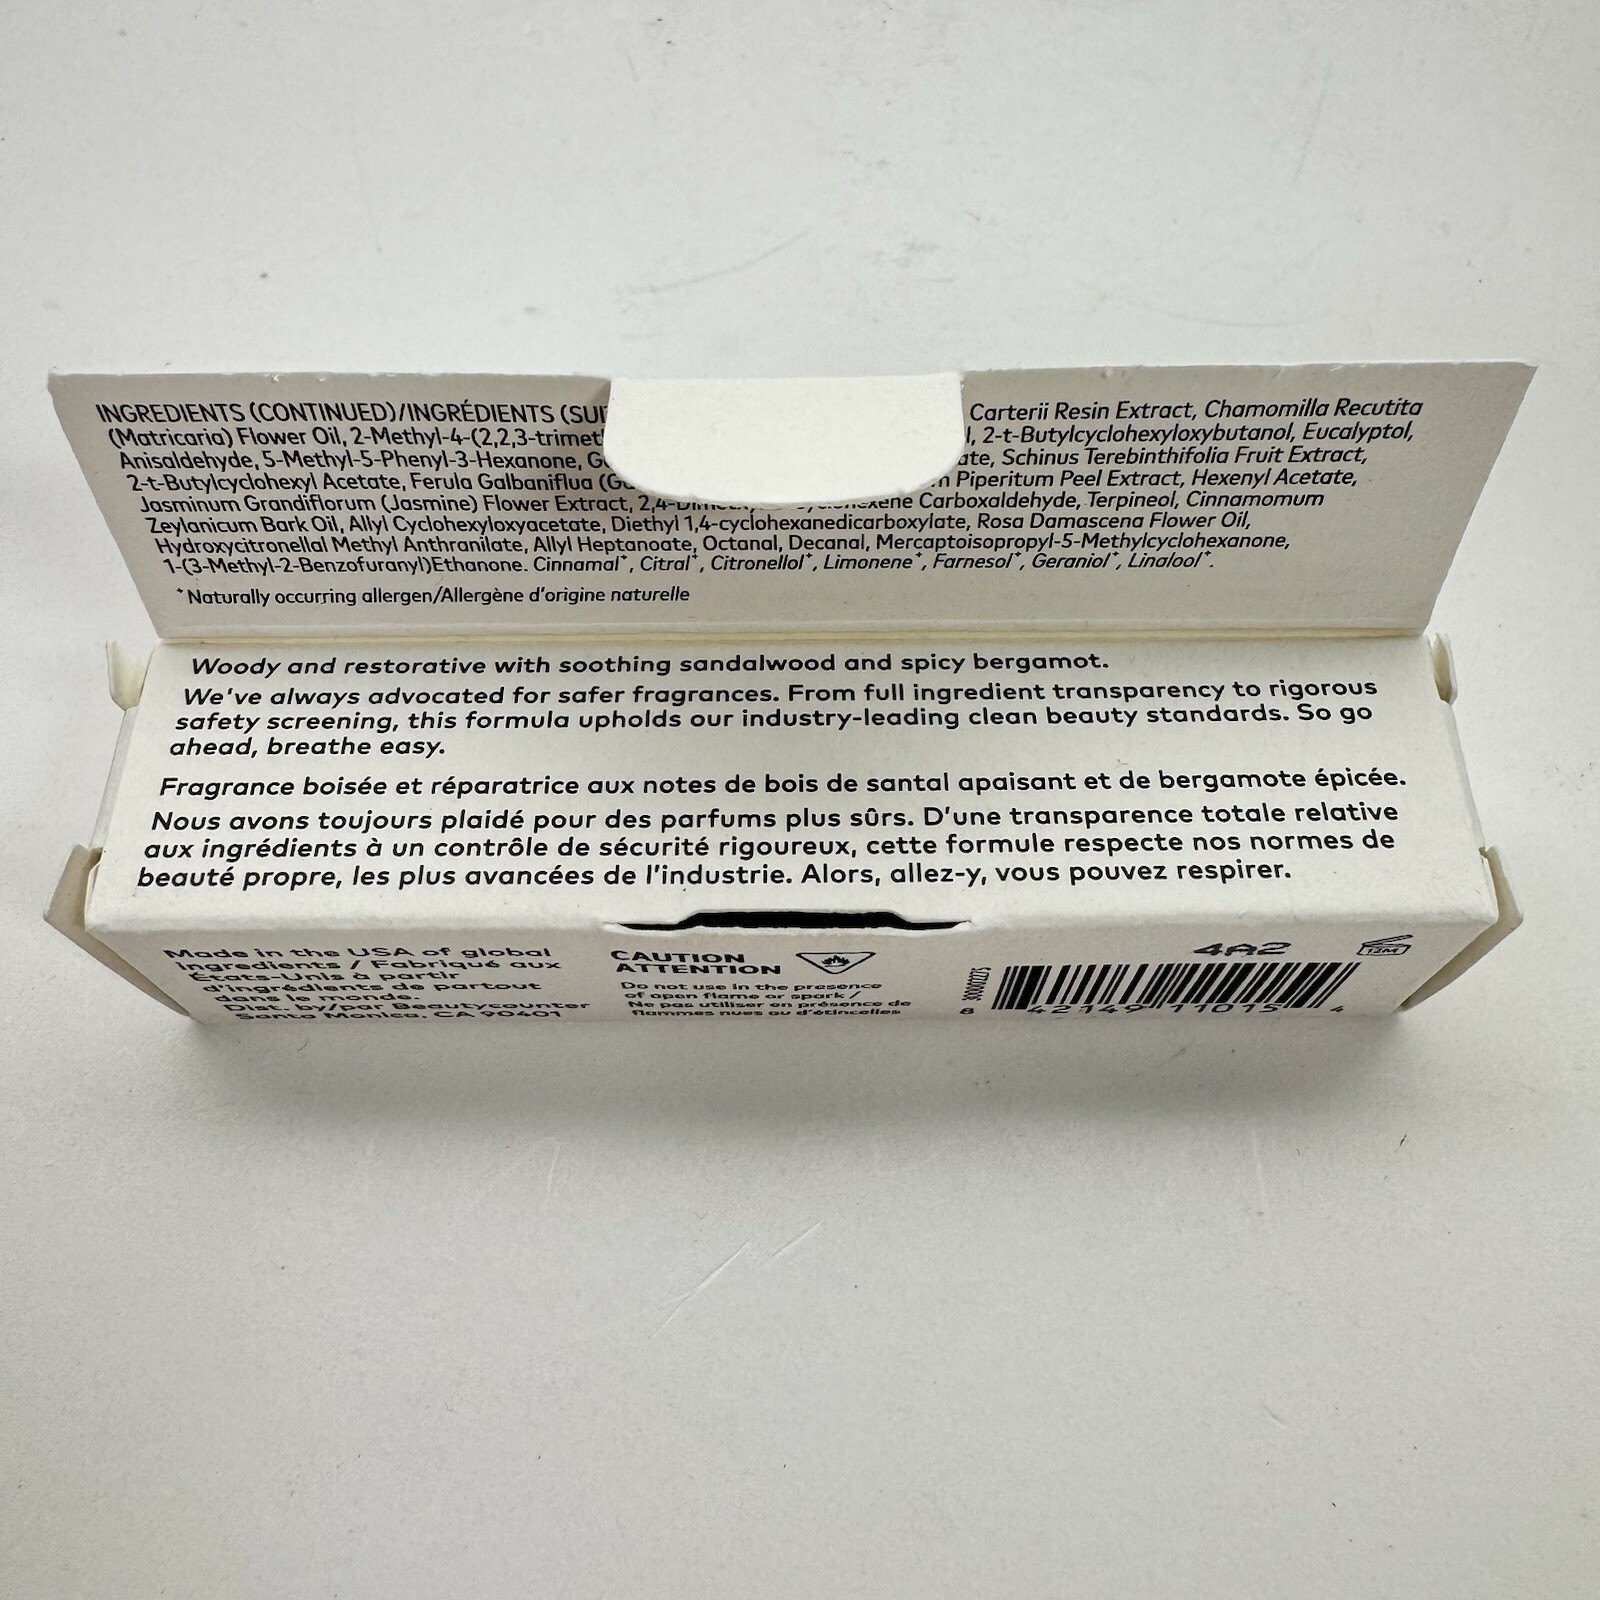 INGREDIENTS (CONTINUED)/INGRÉDIENTS Carterii Resin Extract, Chamomilla Recutita
(Matricaria) Flower Oil, 2-t-Butylcyclohexyloxybutanol, Eucalyptol,
Anisaldehyde, 5-Methyl-5-Phenyl-3-Hexanone, Schinus Terebinthifolia Fruit Extract,
2-t-Butylcyclohexyl Acetate, Ferula Galbaniflua Piperitum Peel Extract, Hexenyl Acetate,
Jasminum Grandiflorum (Jasmine) Flower Extract, Carboxaldehyde, Terpineol, Cinnamomum
Zeylanicum Bark Oil, Allyl Cyclohexyloxyacetate, Diethyl 1,4-cyclohexanedicarboxylate, Rosa Damascena Flower Oil,
Hydroxycitronellal Methyl Anthranilate, Allyl Heptanoate, Octanal, Decanal, Mercaptoisopropyl-5-Methylcyclohexanone,
1-(3-Methyl-2-Benzofuranyl)Ethanone. Cinnamal⁺, Citral⁺, Citronellol⁺, Limonene⁺, Farnesol⁺, Geraniol⁺, Linalool⁺.
⁺Naturally occurring allergen/Allergène d'origine naturelle
Woody and restorative with soothing sandalwood and spicy bergamot.
We've always advocated for safer fragrances. From full ingredient transparency to rigorous
safety screening, this formula upholds our industry-leading clean beauty standards. So go
ahead, breathe easy.
Fragrance boisée et réparatrice aux notes de bois de santal apaisant et de bergamote épicée.
Nous avons toujours plaidé pour des parfums plus sûrs. D'une transparence totale relative
aux ingrédients à un contrôle de sécurité rigoureux, cette formule respecte nos normes de
beauté propre, les plus avancées de l'industrie. Alors, allez-y, vous pouvez respirer.
Made in the USA of global
ingredients / Fabriqué aux
États-Unis à partir
d'ingrédients de partout
dans le monde.
Dist. by/par Beautycounter
Santa Monica, CA 90401
CAUTION
ATTENTION
Do not use in the presence
of open flame or spark /
Ne pas utiliser en présence de
flammes nues ou d'étincelles
4A2
12M
8 42149 11015 4